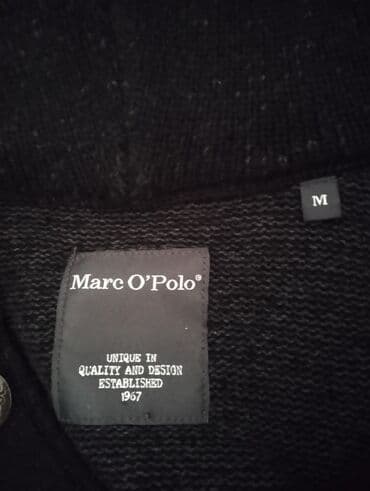 M
Marc O'Polo®
UNIQUE IN
QUALITY AND DESIGN
ESTABLISHED
1967